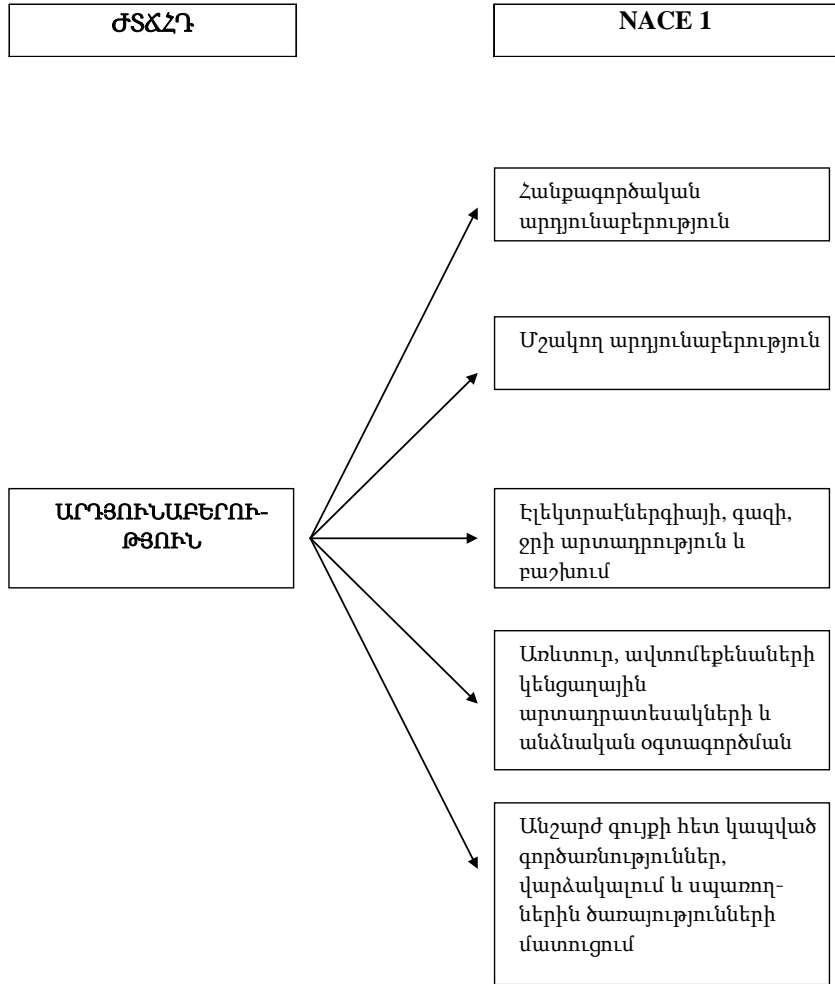 ԺՏՃՀԴ
NACE 1
Հանքագործական
արդյունաբերություն
Մշակող արդյունաբերություն
ԱՐԴՅՈՒՆԱԲԵՐՈՒ-
ԹՅՈՒՆ
Էլեկտրաէներգիայի, գազի,
ջրի արտադրություն և
բաշխում
Առևտուր, ավտոմեքենաների
կենցաղային
արտադրատեսակների և
անձնական օգտագործման
Անշարժ գույքի հետ կապված
գործառնություններ,
վարձակալում և սպառող-
ներին ծառայությունների
մատուցում